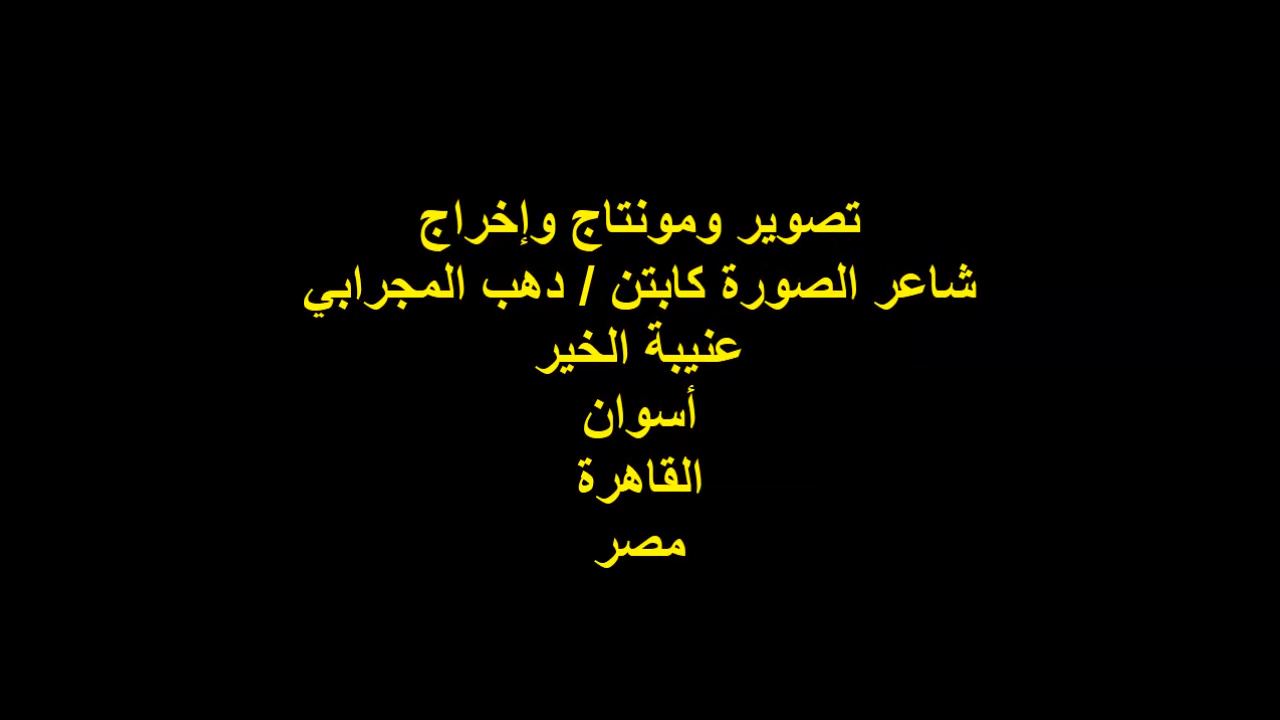 تصوير ومونتاج وإخراج
شاعر الصورة كابتن / دهب المجرابي
عنيبة الخير
أسوان
القاهرة
مصر